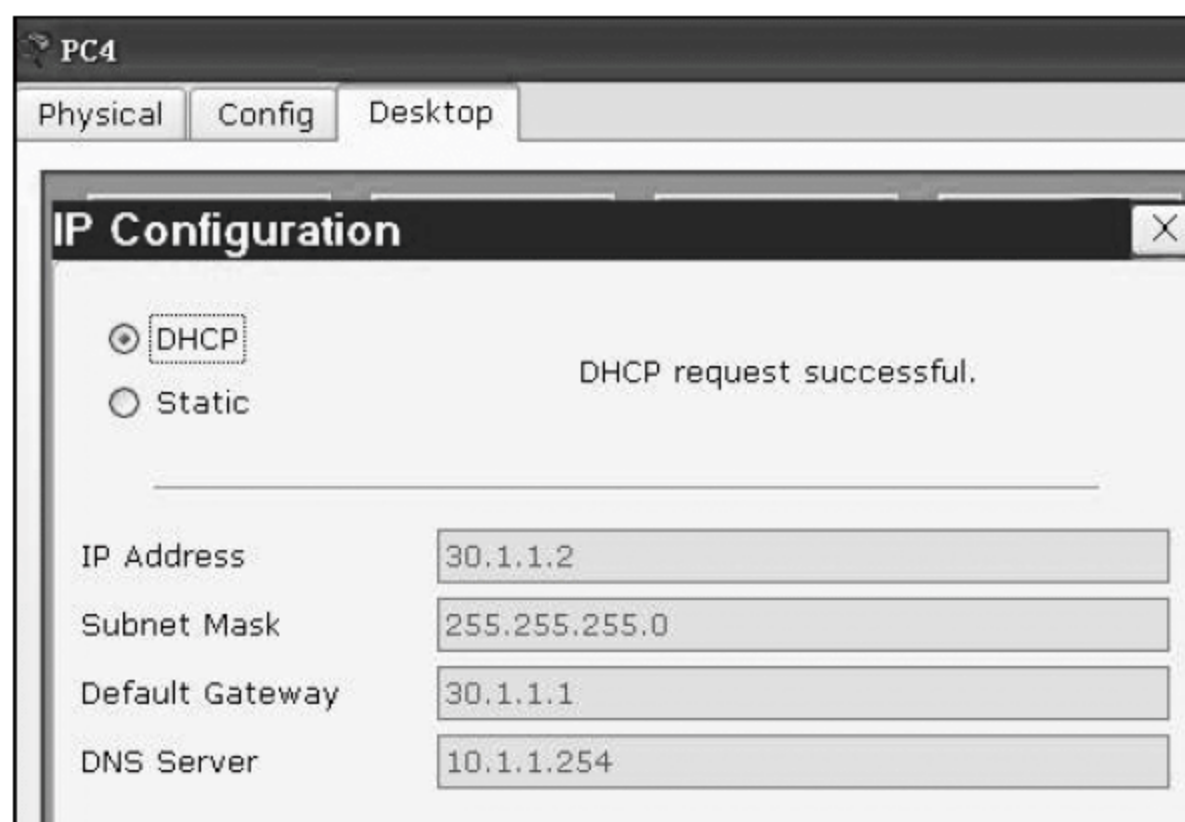 PC4
Physical Config Desktop
IP Configuration
DHCP
DHCP request successful.
Static
IP Address 30.1.1.2
Subnet Mask 255.255.255.0
Default Gateway 30.1.1.1
DNS Server 10.1.1.254